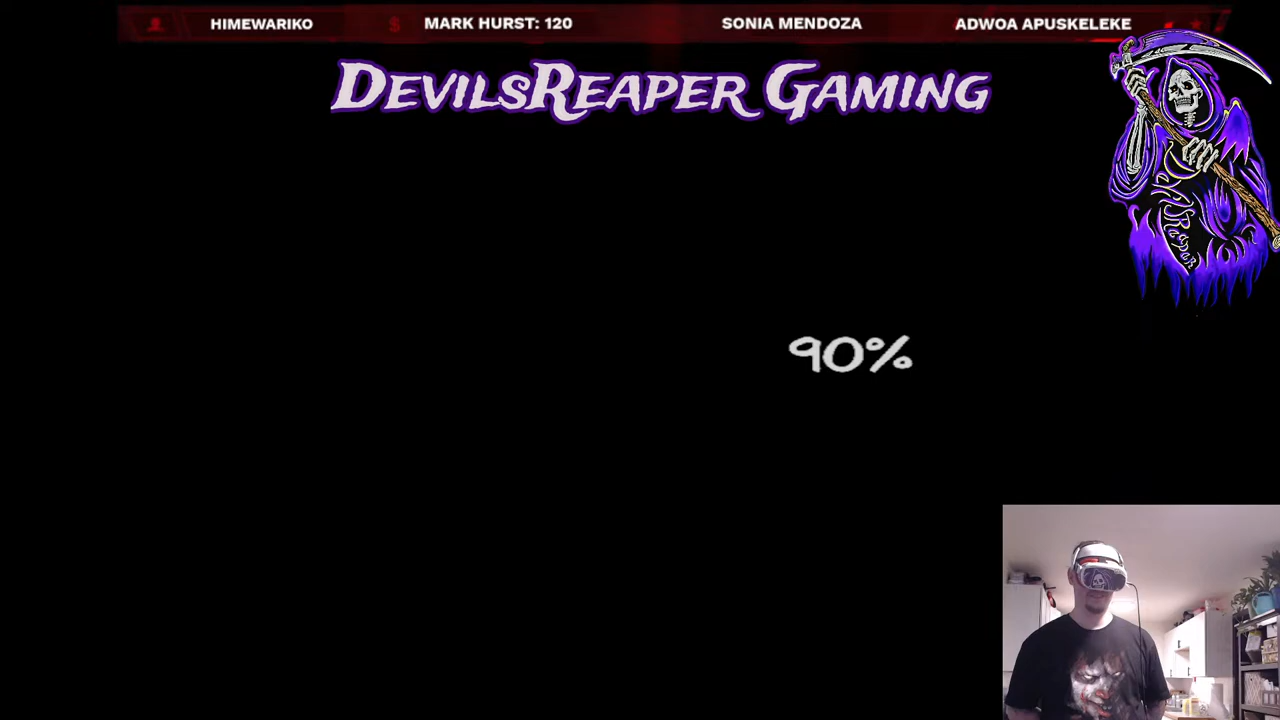 HIMEWARIKO MARK HURST: 120 SONIA MENDOZA ADWOA APUSKELEKE
DEVILSREAPER GAMING
90%